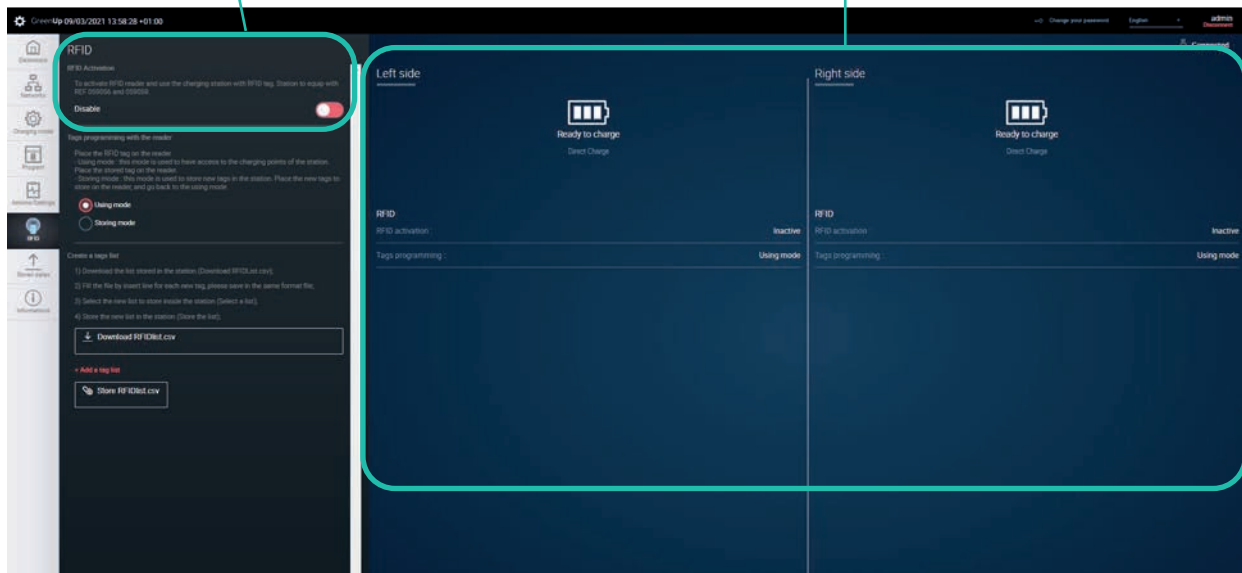 GreenUp 09/03/2021 13:58:28 +01:00
Change your password
English
admin
Disconnect
Connected
Networks
Charging mode
RFID
Informations
RFID
RFID Activation
To activate RFID reader and use the charging station with RFID tag. Station to equip with
REF 059056 and 059058.
Disable
Tags programming with the reader
Place the RFID tag on the reader
- Using mode : this mode is used to have access to the charging points of the station.
Place the stored tag on the reader.
- Storing mode : this mode is used to store new tags in the station. Place the new tags to
store on the reader, and go back to the using mode.
Using mode
Storing mode
Create a tags list
1) Download the list stored in the station (Download RFIDList.csv);
2) Fill the file by insert line for each new tag, please save in the same format file;
3) Select the new list to store inside the station (Select a list);
4) Store the new list in the station (Store the list);
Download RFIDlist.csv
+ Add a tag list
Store RFIDlist.csv
Left side
Ready to charge
Direct Charge
RFID
RFID activation :
Inactive
Tags programming :
Using mode
Right side
Ready to charge
Direct Charge
RFID
RFID activation :
Inactive
Tags programming :
Using mode